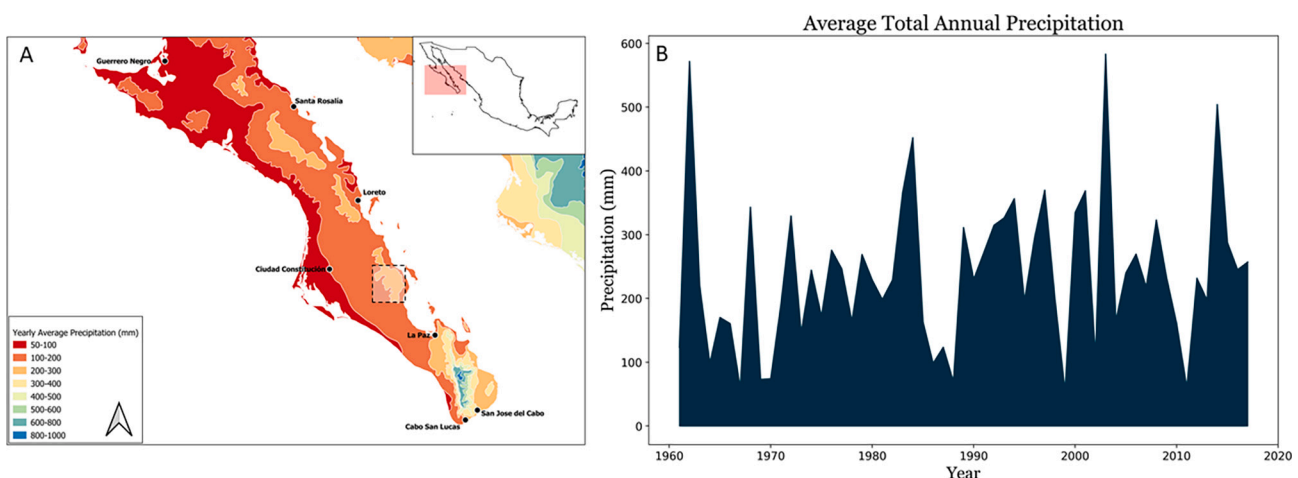 A
Guerrero Negro
Santa Rosalía
Loreto
Ciudad Constitución
La Paz
San Jose del Cabo
Cabo San Lucas
Yearly Average Precipitation (mm)
50-100
100-200
200-300
300-400
400-500
500-600
600-800
800-1000
Average Total Annual Precipitation
B
Precipitation (mm)
600
500
400
300
200
100
0
1960 1970 1980 1990 2000 2010 2020
Year